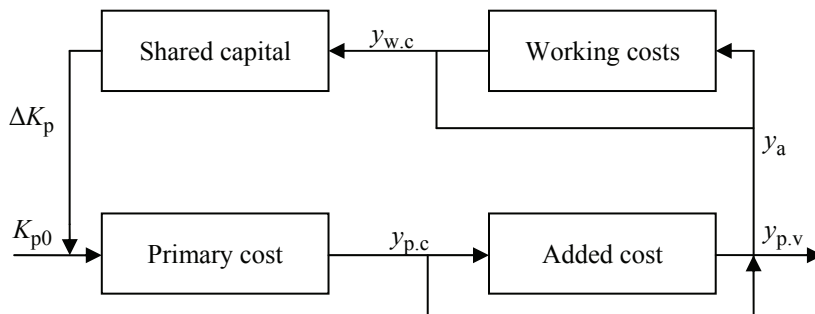 Shared capital
y_w.c
Working costs
ΔK_p
y_a
K_p0
Primary cost
y_p.c
Added cost
y_p.v